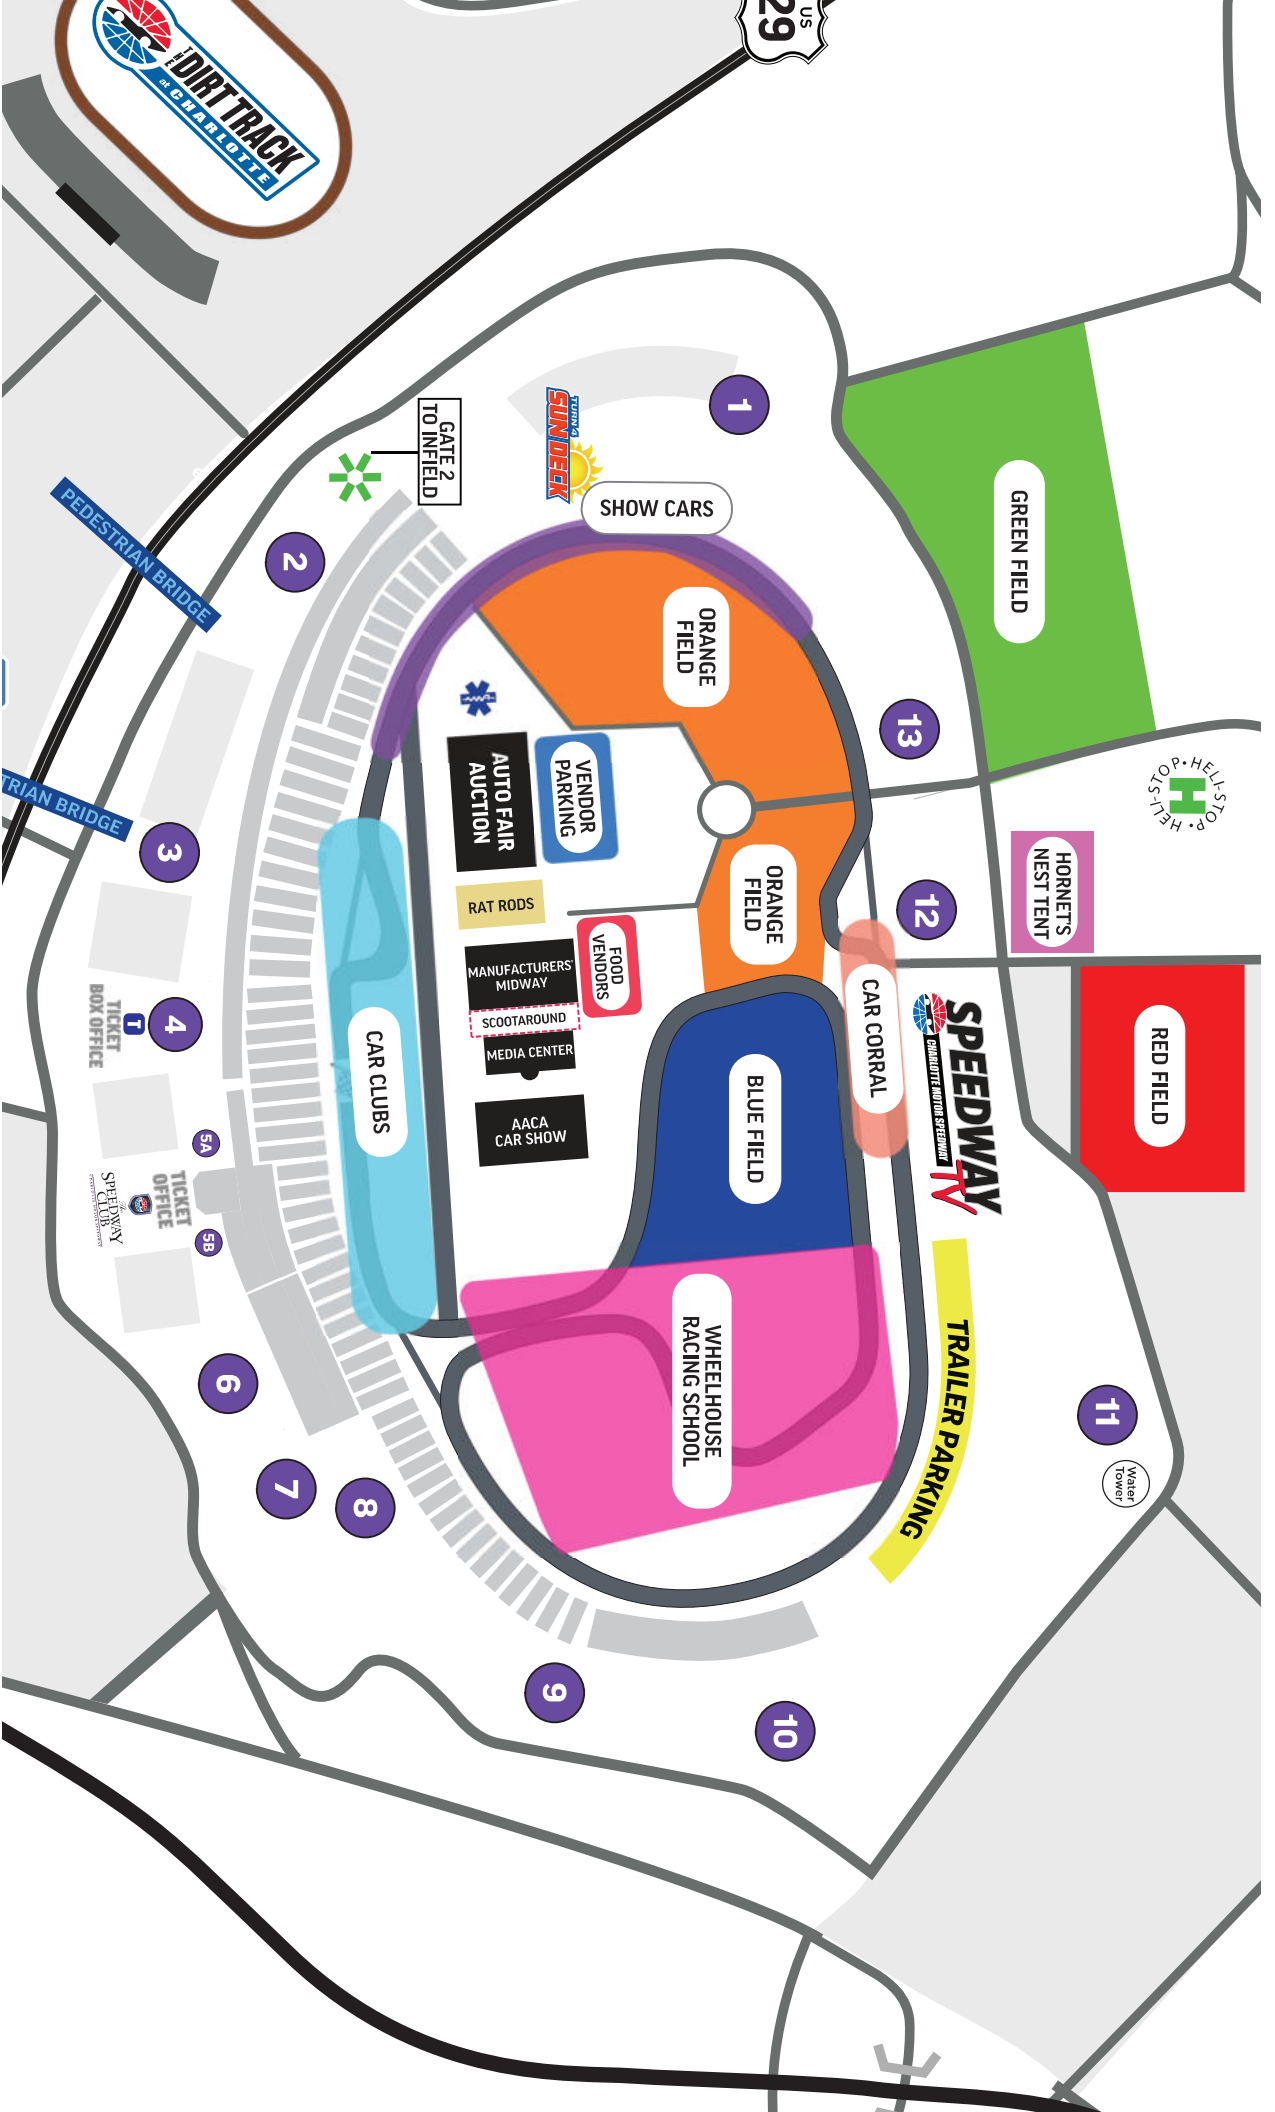 US
29
THE
DIRT TRACK
at CHARLOTTE
GATE 2
TO INFIELD
TURN 4
SUN DECK
1
SHOW CARS
GREEN FIELD
PEDESTRIAN BRIDGE
2
ORANGE
FIELD
13
HELI-STOP • HELI-STOP •
H
AUTO FAIR
AUCTION
VENDOR
PARKING
TRIAN BRIDGE
3
RAT RODS
ORANGE
FIELD
12
HORNET'S
NEST TENT
MANUFACTURERS'
MIDWAY
FOOD
VENDORS
SCOOTAROUND
MEDIA CENTER
AACA
CAR SHOW
TICKET
BOX OFFICE
T
4
CAR CLUBS
BLUE FIELD
CAR CORRAL
SPEEDWAY
CHARLOTTE MOTOR SPEEDWAY
TV
RED FIELD
5A
TICKET
OFFICE
The
SPEEDWAY
CLUB
5B
WHEELHOUSE
RACING SCHOOL
TRAILER PARKING
6
7
8
11
Water
Tower
9
10